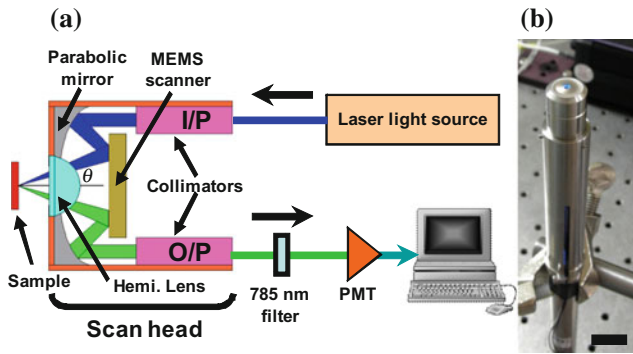 (a)
(b)
Parabolic
mirror
MEMS
scanner
I/P
Laser light source
θ
Collimators
O/P
Sample
Hemi. Lens
785 nm
filter
PMT
Scan head